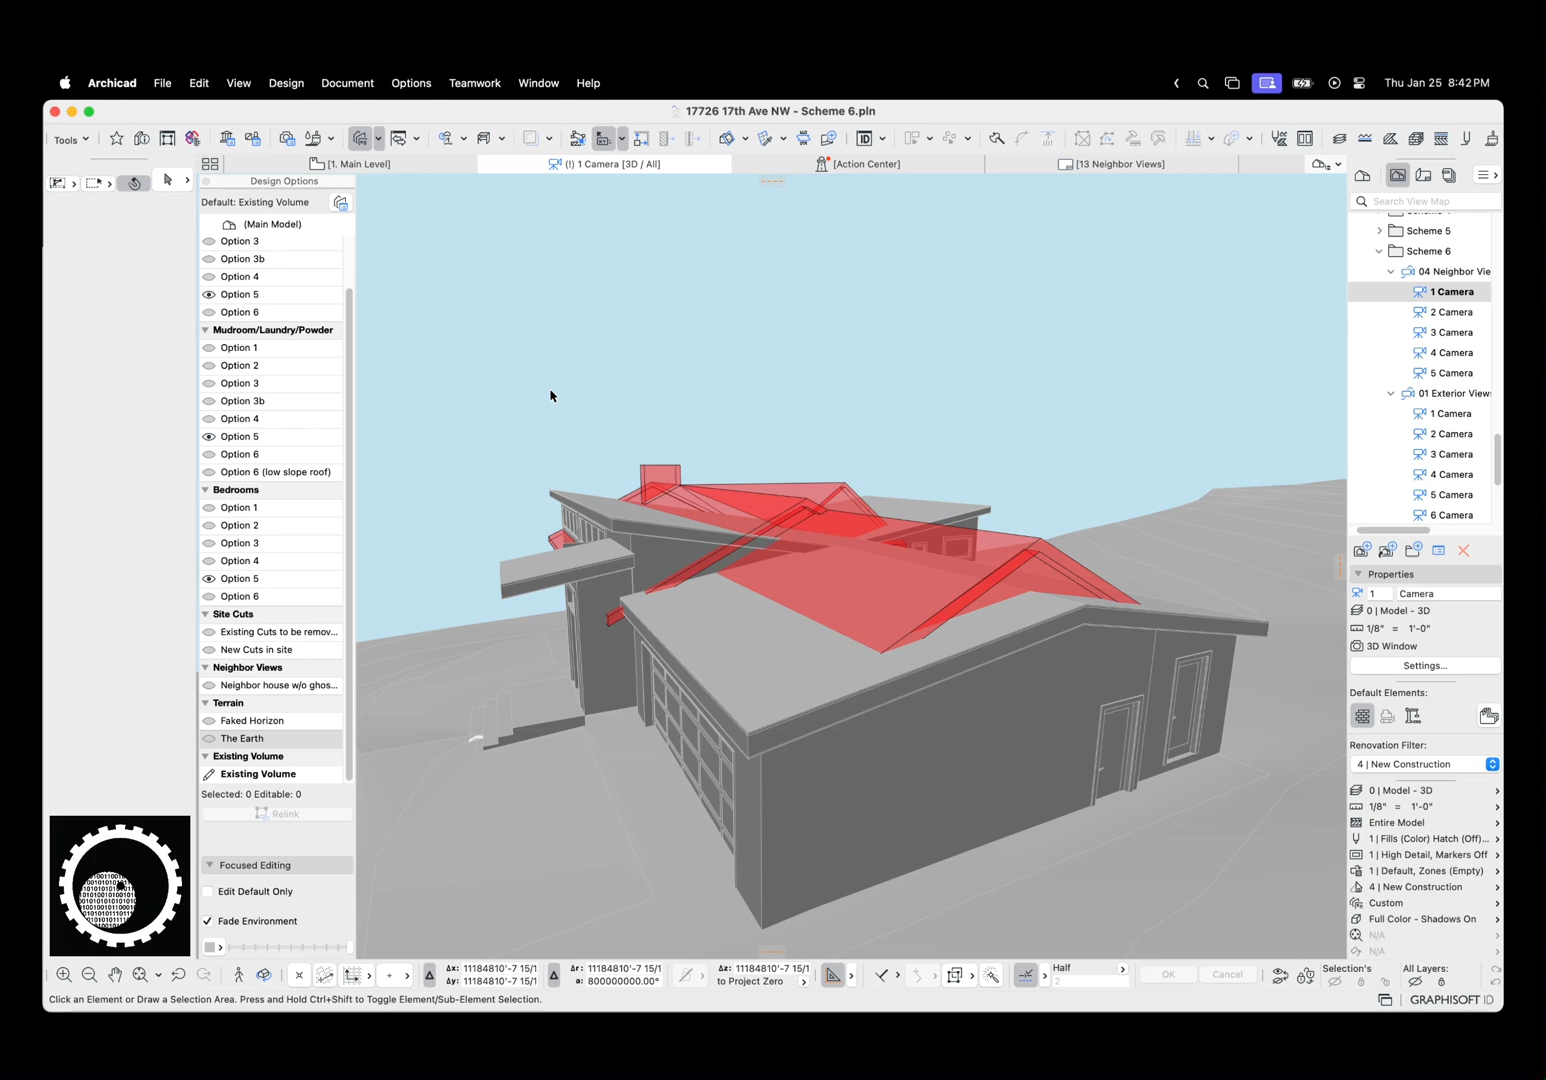 Archicad File Edit View Design Document Options Teamwork Window Help
Thu Jan 25 8:42 PM
17726 17th Ave NW - Scheme 6.pln
Tools
[1. Main Level]
(!) 1 Camera [3D / All]
[Action Center]
[13 Neighbor Views]
Design Options
Default: Existing Volume
(Main Model)
Option 3
Option 3b
Option 4
Option 5
Option 6
Mudroom/Laundry/Powder
Option 1
Option 2
Option 3
Option 3b
Option 4
Option 5
Option 6
Option 6 (low slope roof)
Bedrooms
Option 1
Option 2
Option 3
Option 4
Option 5
Option 6
Site Cuts
Existing Cuts to be remov...
New Cuts in site
Neighbor Views
Neighbor house w/o ghos...
Terrain
Faked Horizon
The Earth
Existing Volume
Existing Volume
Selected: 0 Editable: 0
Relink
Focused Editing
Edit Default Only
Fade Environment
Search View Map
Scheme 5
Scheme 6
04 Neighbor Vie
1 Camera
2 Camera
3 Camera
4 Camera
5 Camera
01 Exterior View
1 Camera
2 Camera
3 Camera
4 Camera
5 Camera
6 Camera
Properties
1 Camera
0 | Model - 3D
1/8" = 1'-0"
3D Window
Settings...
Default Elements:
Renovation Filter:
4 | New Construction
0 | Model - 3D
1/8" = 1'-0"
Entire Model
1 | Fills (Color) Hatch (Off)...
1 | High Detail, Markers Off
1 | Default, Zones (Empty)
4 | New Construction
Custom
Full Color - Shadows On
N/A
N/A
Δx: 11184810'-7 15/1
Δy: 11184810'-7 15/1
Δr: 11184810'-7 15/1
a: 800000000.00°
Δz: 11184810'-7 15/1
to Project Zero
Half
2
OK
Cancel
Selection's
All Layers:
Click an Element or Draw a Selection Area. Press and Hold Ctrl+Shift to Toggle Element/Sub-Element Selection.
GRAPHISOFT ID